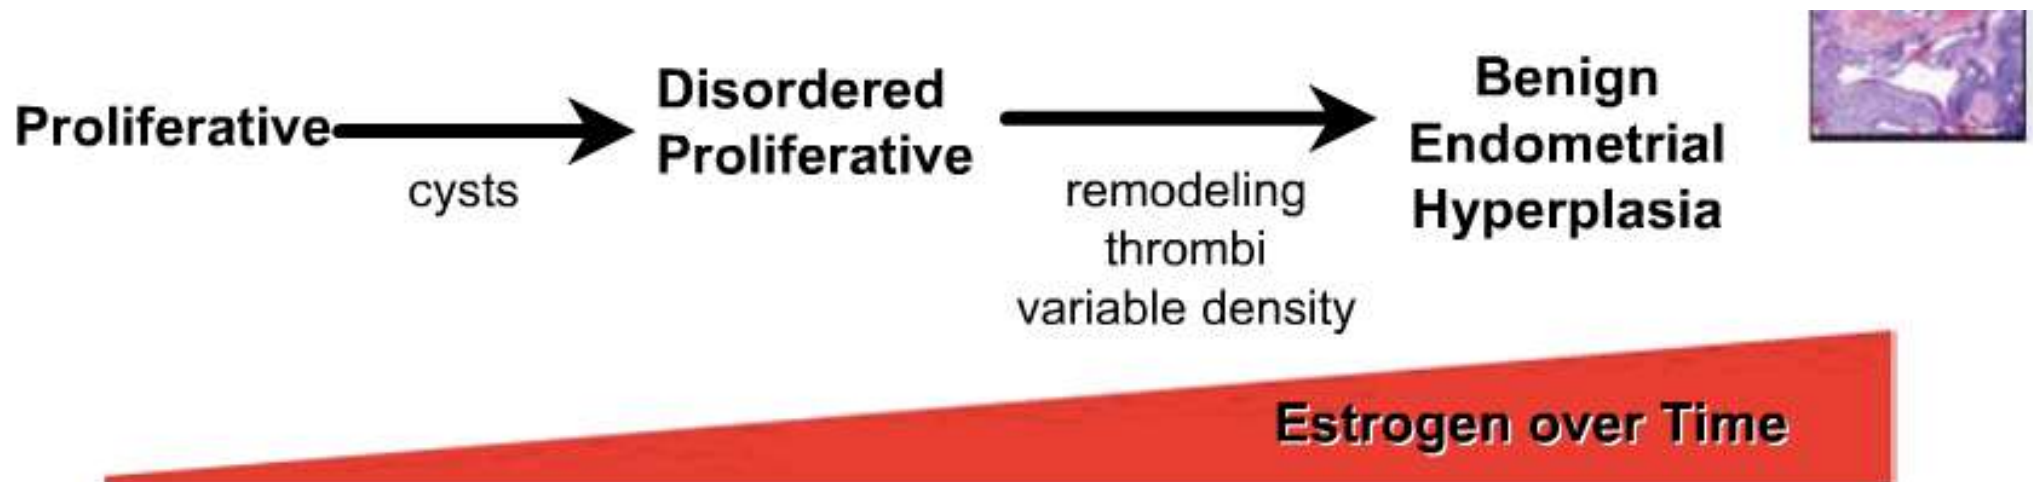 Proliferative
cysts
Disordered
Proliferative
remodeling
thrombi
variable density
Benign
Endometrial
Hyperplasia
Estrogen over Time